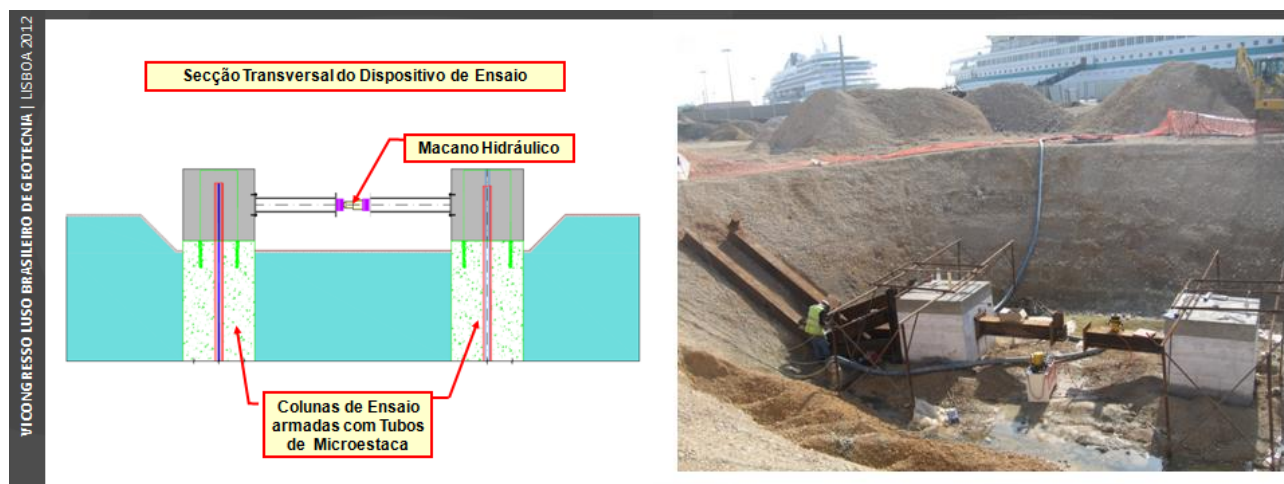 VI CONGRESSO LUSO BRASILEIRO DE GEOTECNIA | LISBOA 2012
Secção Transversal do Dispositivo de Ensaio
Macano Hidráulico
Colunas de Ensaio
armadas com Tubos
de Microestaca